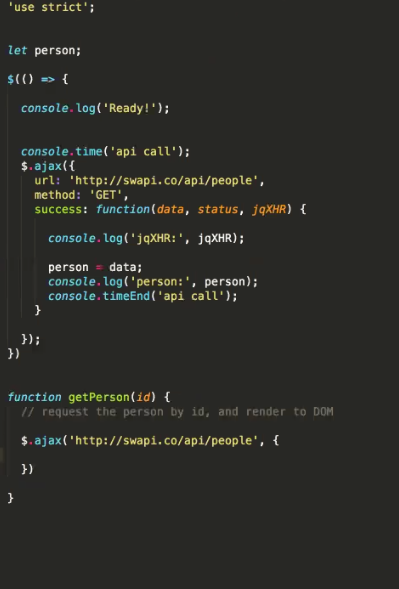 'use strict';
let person;
$(() => {
console.log('Ready!');
console.time('api call');
$.ajax({
url: 'http://swapi.co/api/people',
method: 'GET',
success: function(data, status, jqXHR) {
console.log('jqXHR:', jqXHR);
person = data;
console.log('person:', person);
console.timeEnd('api call');
}
});
})
function getPerson(id) {
// request the person by id, and render to DOM
$.ajax('http://swapi.co/api/people', {
})
}